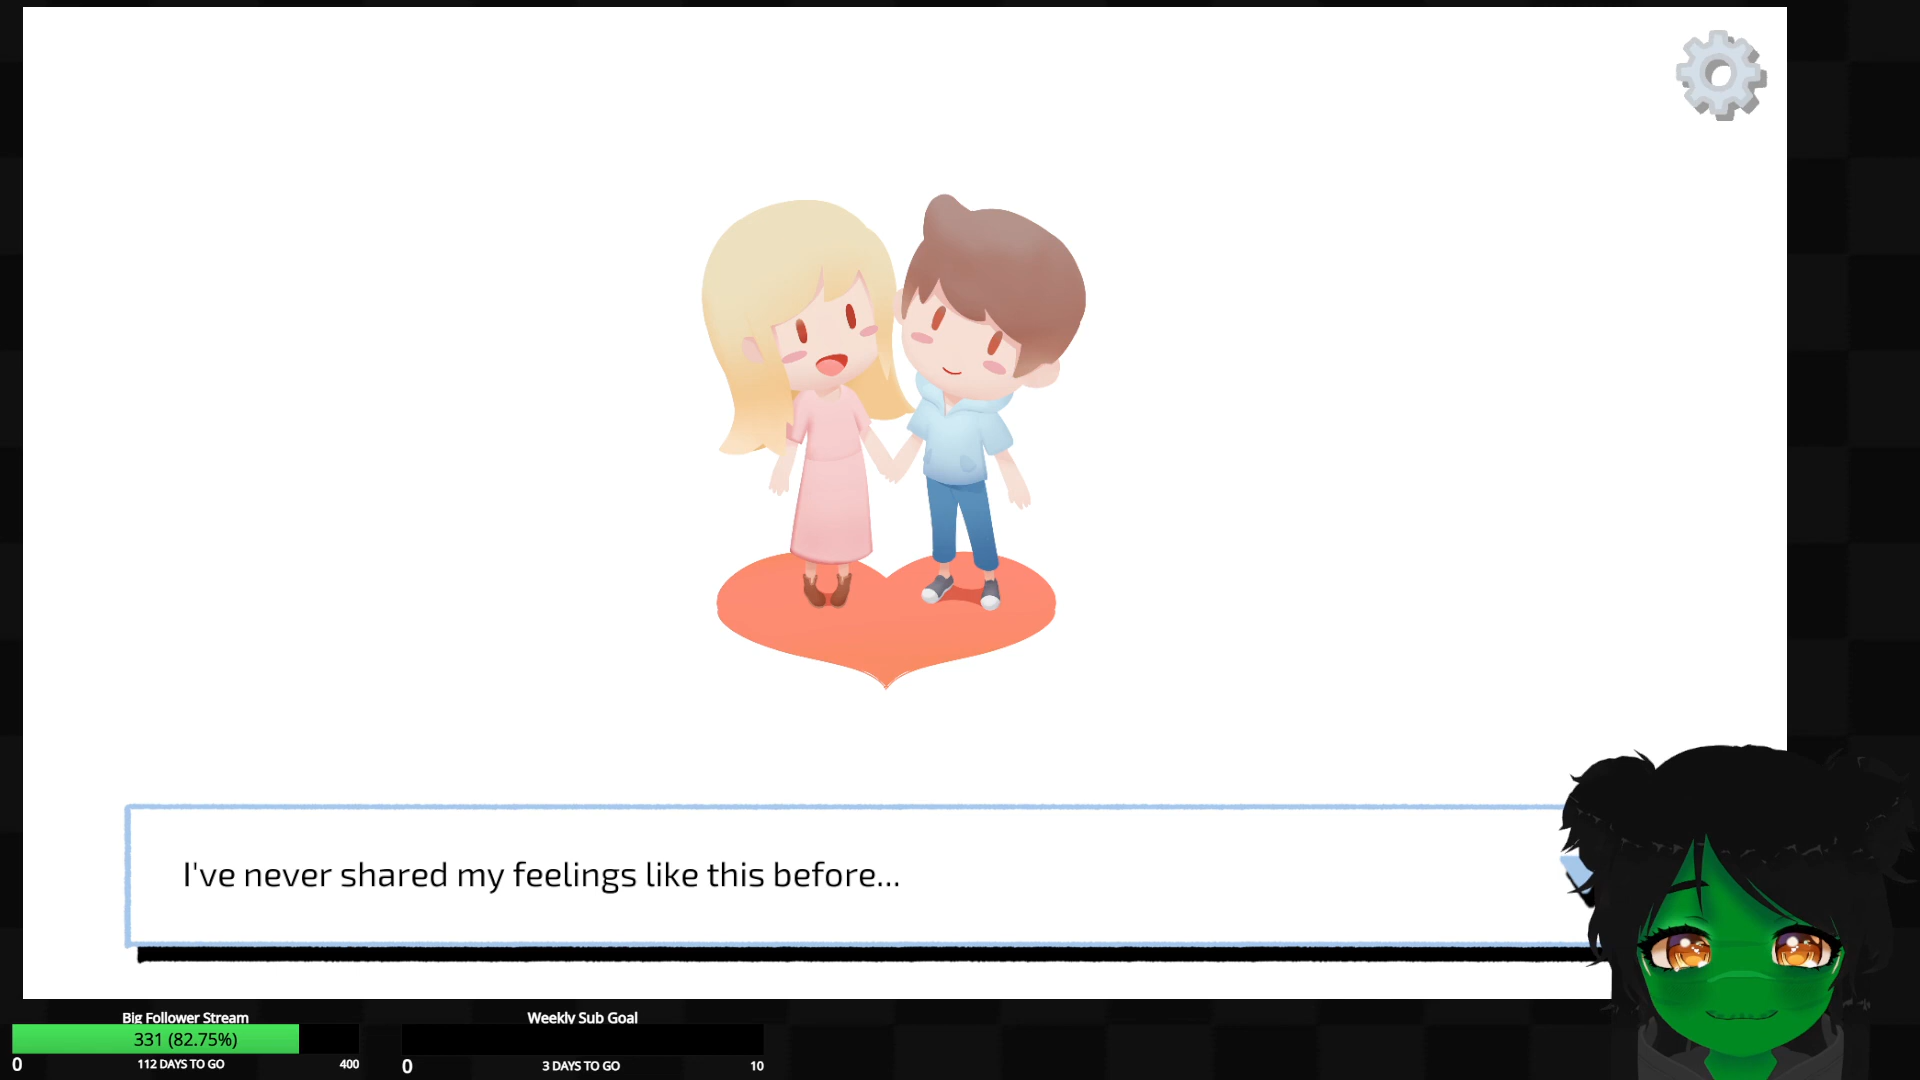 I've never shared my feelings like this before...
Big Follower Stream
331 (82.75%)
0
112 DAYS TO GO
400
Weekly Sub Goal
0
3 DAYS TO GO
10